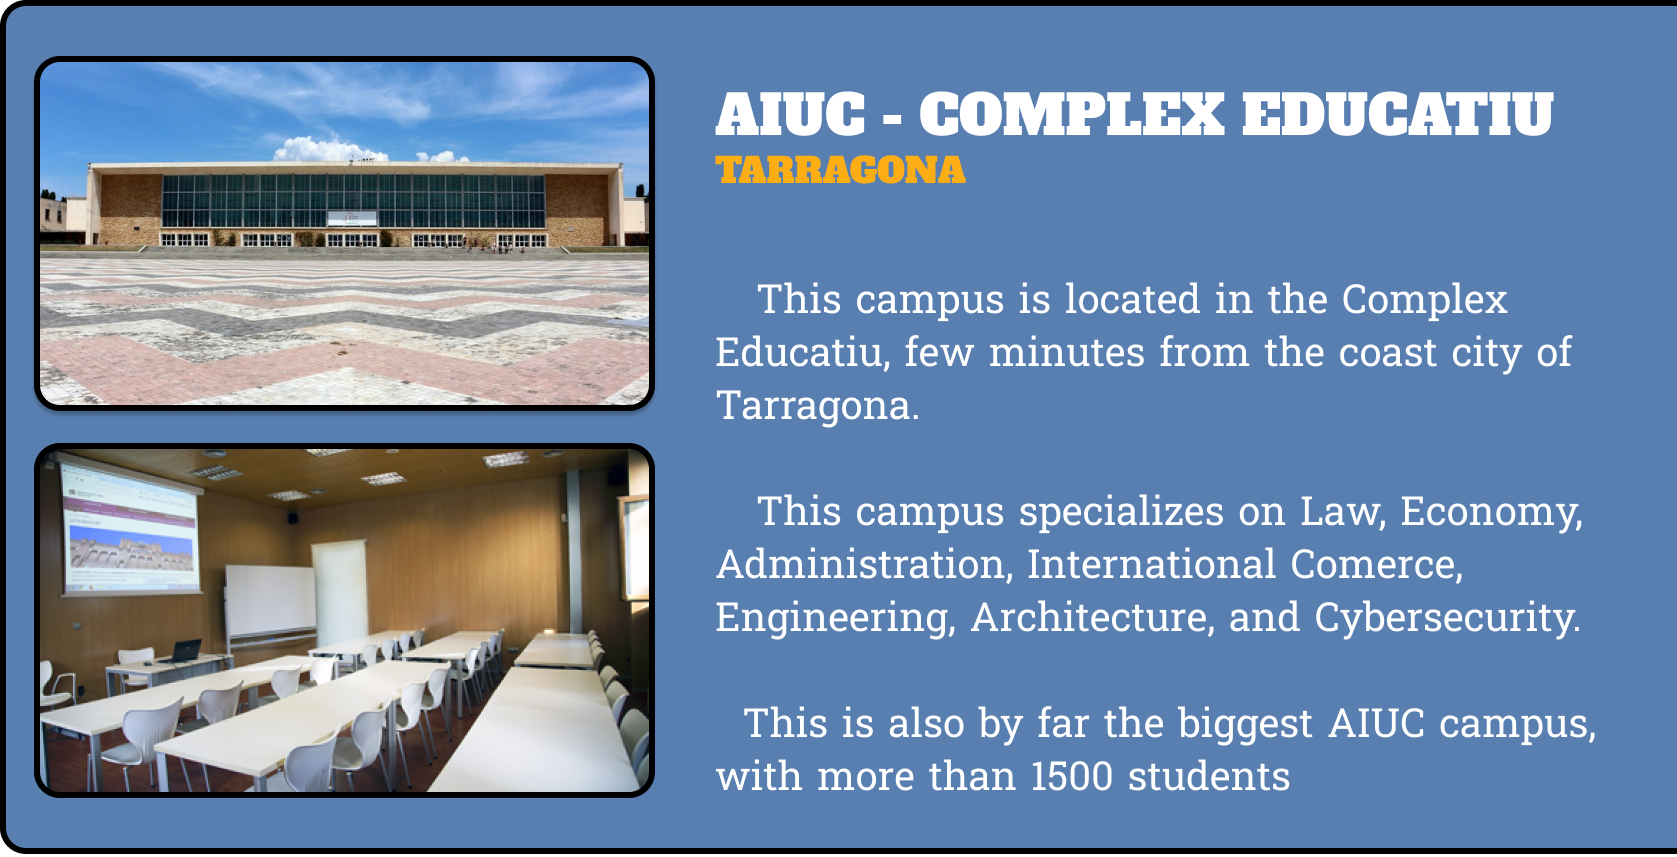 AIUC - COMPLEX EDUCATIU
TARRAGONA
This campus is located in the Complex
Educatiu, few minutes from the coast city of
Tarragona.
This campus specializes on Law, Economy,
Administration, International Comerce,
Engineering, Architecture, and Cybersecurity.
This is also by far the biggest AIUC campus,
with more than 1500 students